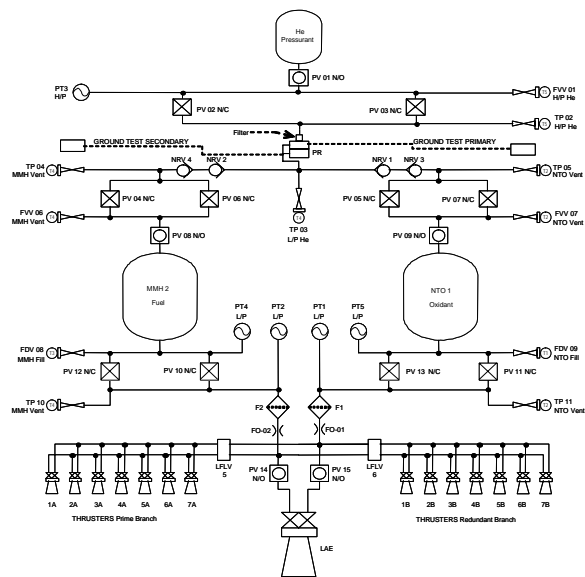 He
Pressurant
PV 01 N/O
PT3
H/P
FVV 01
H/P He
PV 02 N/C
PV 03 N/C
TP 02
H/P He
Filter
GROUND TEST SECONDARY
GROUND TEST PRIMARY
PR
TP 04
MMH Vent
NRV 4
NRV 2
NRV 1
NRV 3
TP 05
NTO Vent
PV 04 N/C
PV 06 N/C
PV 05 N/C
PV 07 N/C
TP 03
L/P He
FVV 06
MMH Vent
FVV 07
NTO Vent
PV 08 N/O
PV 09 N/O
MMH 2
Fuel
NTO 1
Oxidant
PT4
L/P
PT2
L/P
PT1
L/P
PT5
L/P
FDV 08
MMH Fill
FDV 09
NTO Fill
PV 12 N/C
PV 10 N/C
PV 13 N/C
PV 11 N/C
TP 10
MMH Vent
TP 11
NTO Vent
F2
F1
FO-02
FO-01
LFLV
5
PV 14
N/O
PV 15
N/O
LFLV
6
1A
2A
3A
4A
5A
6A
7A
1B
2B
3B
4B
5B
6B
7B
THRUSTERS Prime Branch
THRUSTERS Redundant Branch
LAE